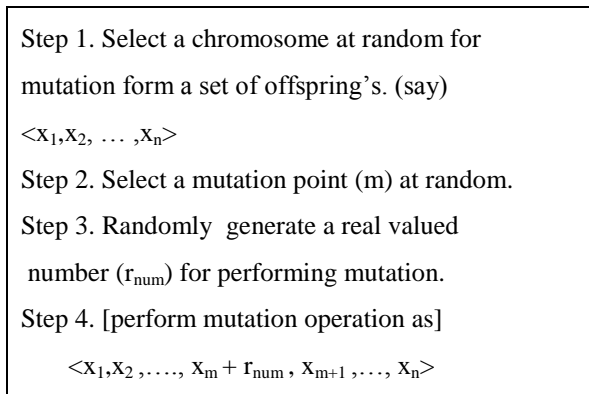 Step 1. Select a chromosome at random for
mutation form a set of offspring's. (say)
<x₁,x₂, … ,xₙ>
Step 2. Select a mutation point (m) at random.
Step 3. Randomly generate a real valued
number (rₙᵤₘ) for performing mutation.
Step 4. [perform mutation operation as]
<x₁,x₂ ,…., xₘ + rₙᵤₘ , xₘ₊₁ ,…, xₙ>